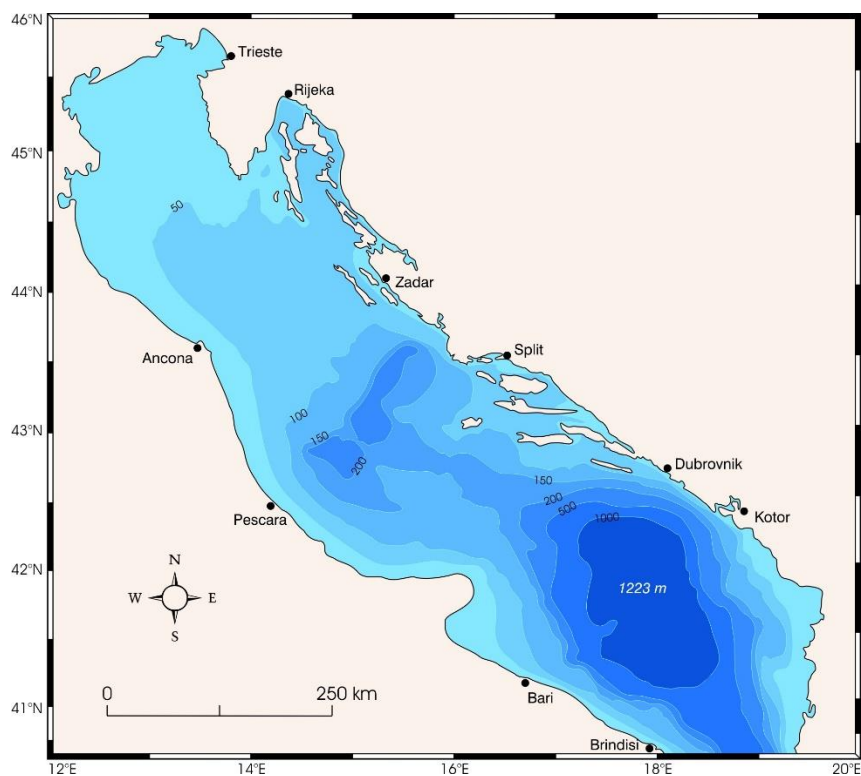 46°N
Trieste
Rijeka
45°N
50
Zadar
44°N
Split
Ancona
100
43°N
150
200
Dubrovnik
150
200
500
1000
Kotor
Pescara
42°N
N
W E
S
1223 m
0 250 km
Bari
41°N
Brindisi
12°E 14°E 16°E 18°E 20°E